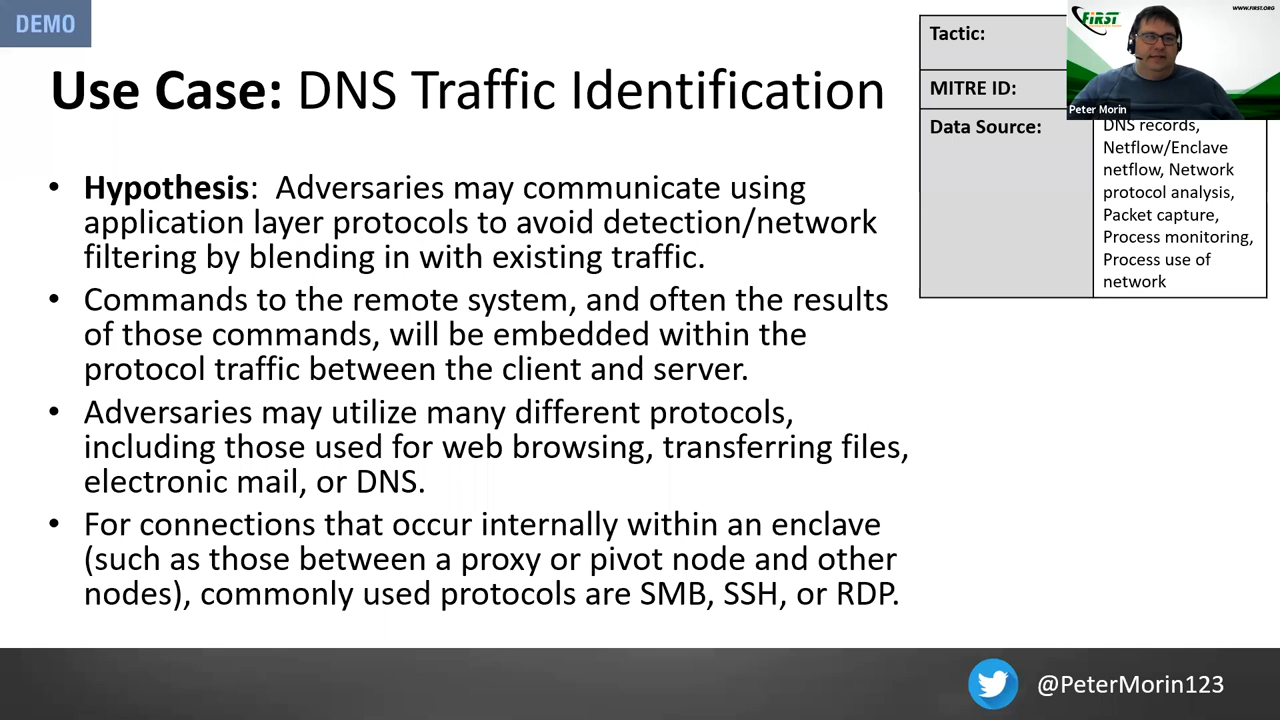 DEMO
Use Case: DNS Traffic Identification
• Hypothesis: Adversaries may communicate using
application layer protocols to avoid detection/network
filtering by blending in with existing traffic.
• Commands to the remote system, and often the results
of those commands, will be embedded within the
protocol traffic between the client and server.
• Adversaries may utilize many different protocols,
including those used for web browsing, transferring files,
electronic mail, or DNS.
• For connections that occur internally within an enclave
(such as those between a proxy or pivot node and other
nodes), commonly used protocols are SMB, SSH, or RDP.
Tactic:
MITRE ID:
Data Source:
DNS records,
Netflow/Enclave
netflow, Network
protocol analysis,
Packet capture,
Process monitoring,
Process use of
network
FIRST
WWW.FIRST.ORG
Peter Morin
@PeterMorin123